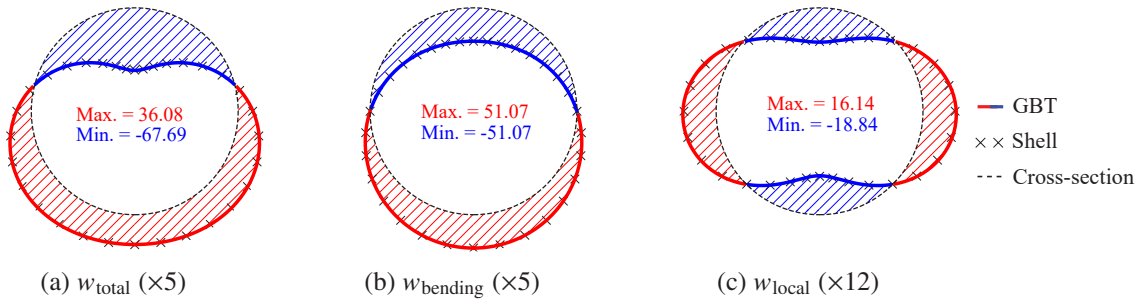 Max. = 36.08
Min. = -67.69
Max. = 51.07
Min. = -51.07
Max. = 16.14
Min. = -18.84
GBT
Shell
Cross-section
(a) w_total (×5)
(b) w_bending (×5)
(c) w_local (×12)